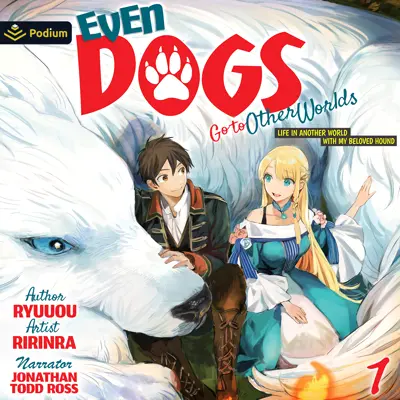 Podium
EVEN
DOGS
Go to Other Worlds
LIFE IN ANOTHER WORLD
WITH MY BELOVED HOUND
Author
RYUUOU
Artist
RIRINRA
Narrator
JONATHAN
TODD ROSS
1